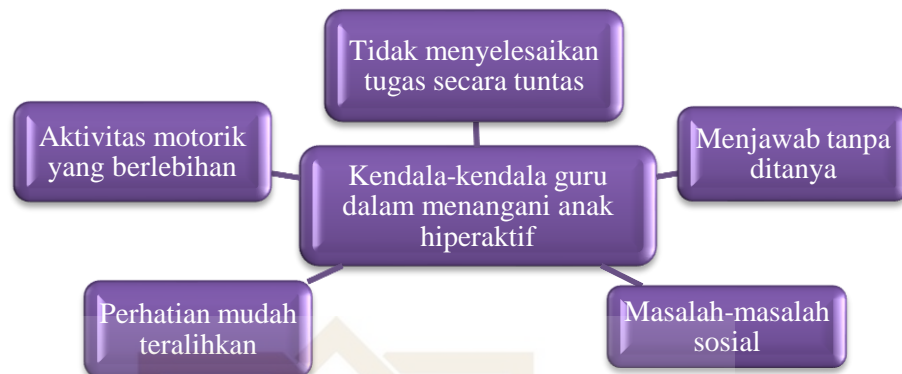 Tidak menyelesaikan
tugas secara tuntas
Aktivitas motorik
yang berlebihan
Menjawab tanpa
ditanya
Kendala-kendala guru
dalam menangani anak
hiperaktif
Perhatian mudah
teralihkan
Masalah-masalah
sosial